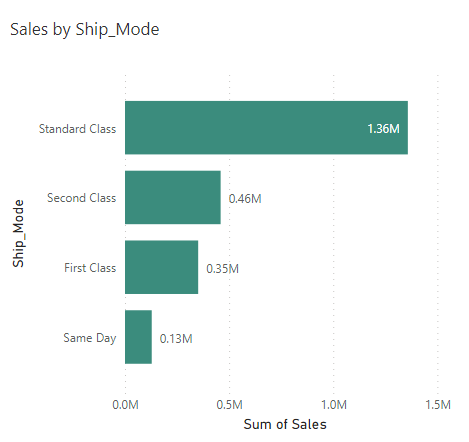 Sales by Ship_Mode
Ship_Mode
Standard Class
1.36M
Second Class
0.46M
First Class
0.35M
Same Day
0.13M
0.0M 0.5M 1.0M 1.5M
Sum of Sales